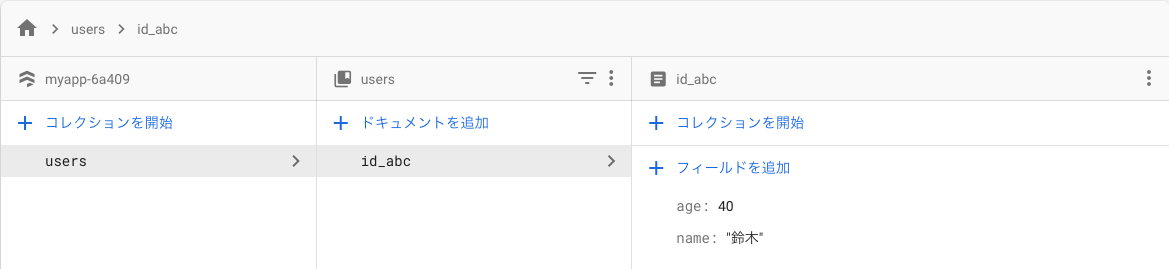 users
id_abc
myapp-6a409
users
id_abc
コレクションを開始
ドキュメントを追加
コレクションを開始
users
id_abc
フィールドを追加
age: 40
name: "鈴木"